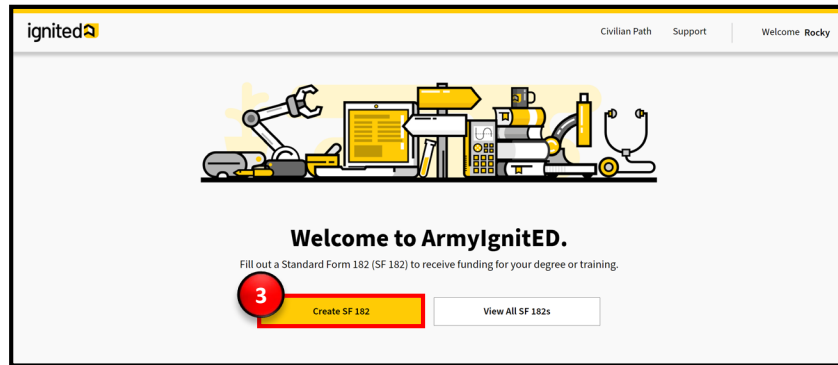 ignited
Civilian Path Support Welcome Rocky
Welcome to ArmyIgnitED.
Fill out a Standard Form 182 (SF 182) to receive funding for your degree or training.
3
Create SF 182 View All SF 182s